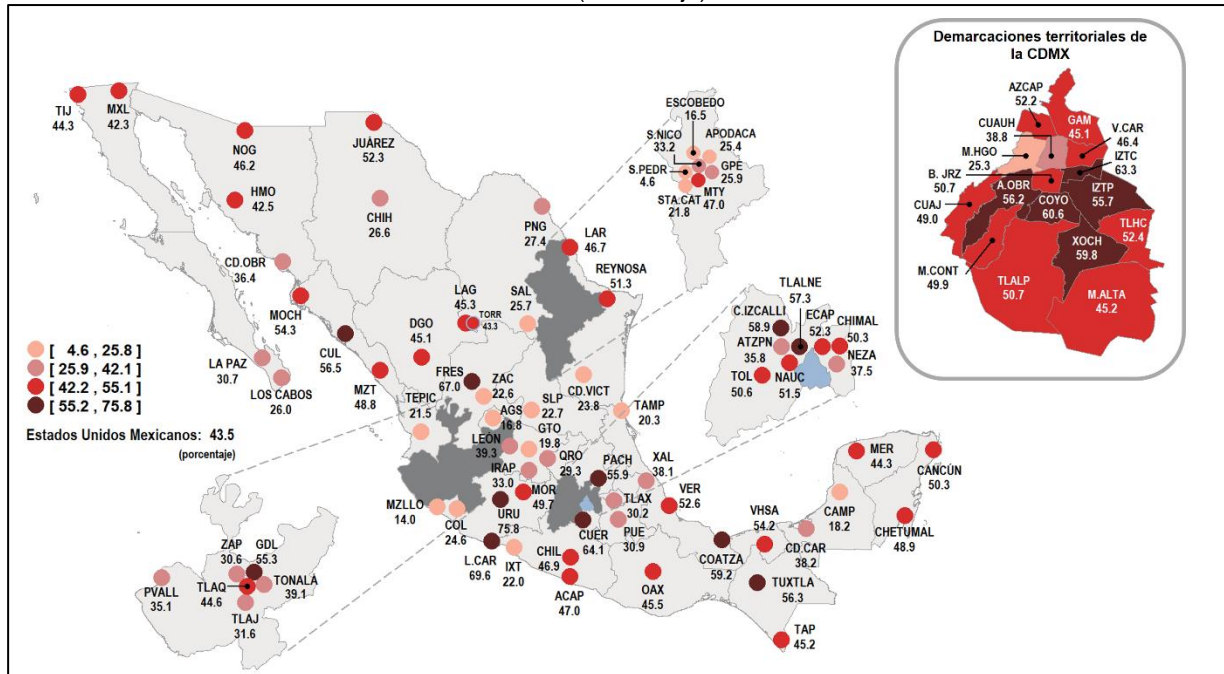 Demarcaciones territoriales de
la CDMX
AZCAP
52.2
CUAUH
38.8
M.HGO
25.3
B. JRZ
50.7
CUAJ
49.0
M.CONT
49.9
GAM
45.1
V.CAR
46.4
IZTC
63.3
A.OBR
56.2
COYO
60.6
IZTP
55.7
TLHC
52.4
XOCH
59.8
TLALP
50.7
M.ALTA
45.2
TIJ
44.3
MXL
42.3
NOG
46.2
HMO
42.5
JUÁREZ
52.3
CHIH
26.6
CD.OBR
36.4
MOCH
54.3
LA PAZ
30.7
LOS CABOS
26.0
CUL
56.5
MZT
48.8
DGO
45.1
LAG
45.3
TORR
43.3
SAL
25.7
PNG
27.4
LAR
46.7
REYNOSA
51.3
ESCOBEDO
16.5
S.NICO
33.2
APODACA
25.4
S.PEDR
4.6
GPE
25.9
STA.CAT
21.8
MTY
47.0
FRES
67.0
ZAC
22.6
TEPIC
21.5
AGS
16.8
SLP
22.7
CD.VICT
23.8
TAMP
20.3
LEÓN
39.3
GTO
19.8
IRAP
33.0
QRO
29.3
PACH
55.9
XAL
38.1
MOR
49.7
TLAX
30.2
VER
52.6
MZLLO
14.0
COL
24.6
URU
75.8
CUER
64.1
PUE
30.9
L.CAR
69.6
IXT
22.0
CHIL
46.9
ACAP
47.0
OAX
45.5
COATZA
59.2
VHSA
54.2
CD.CAR
38.2
TUXTLA
56.3
TAP
45.2
CAMP
18.2
MER
44.3
CANCÚN
50.3
CHETUMAL
48.9
TLALNE
57.3
C.IZCALLI
58.9
ECAP
52.3
CHIMAL
50.3
ATZPN
35.8
NEZA
37.5
TOL
50.6
NAUC
51.5
[ 4.6 , 25.8 ]
[ 25.9 , 42.1 ]
[ 42.2 , 55.1 ]
[ 55.2 , 75.8 ]
Estados Unidos Mexicanos: 43.5
(porcentaje)
ZAP
30.6
GDL
55.3
TONALÁ
39.1
PVALL
35.1
TLAQ
44.6
TLAJ
31.6